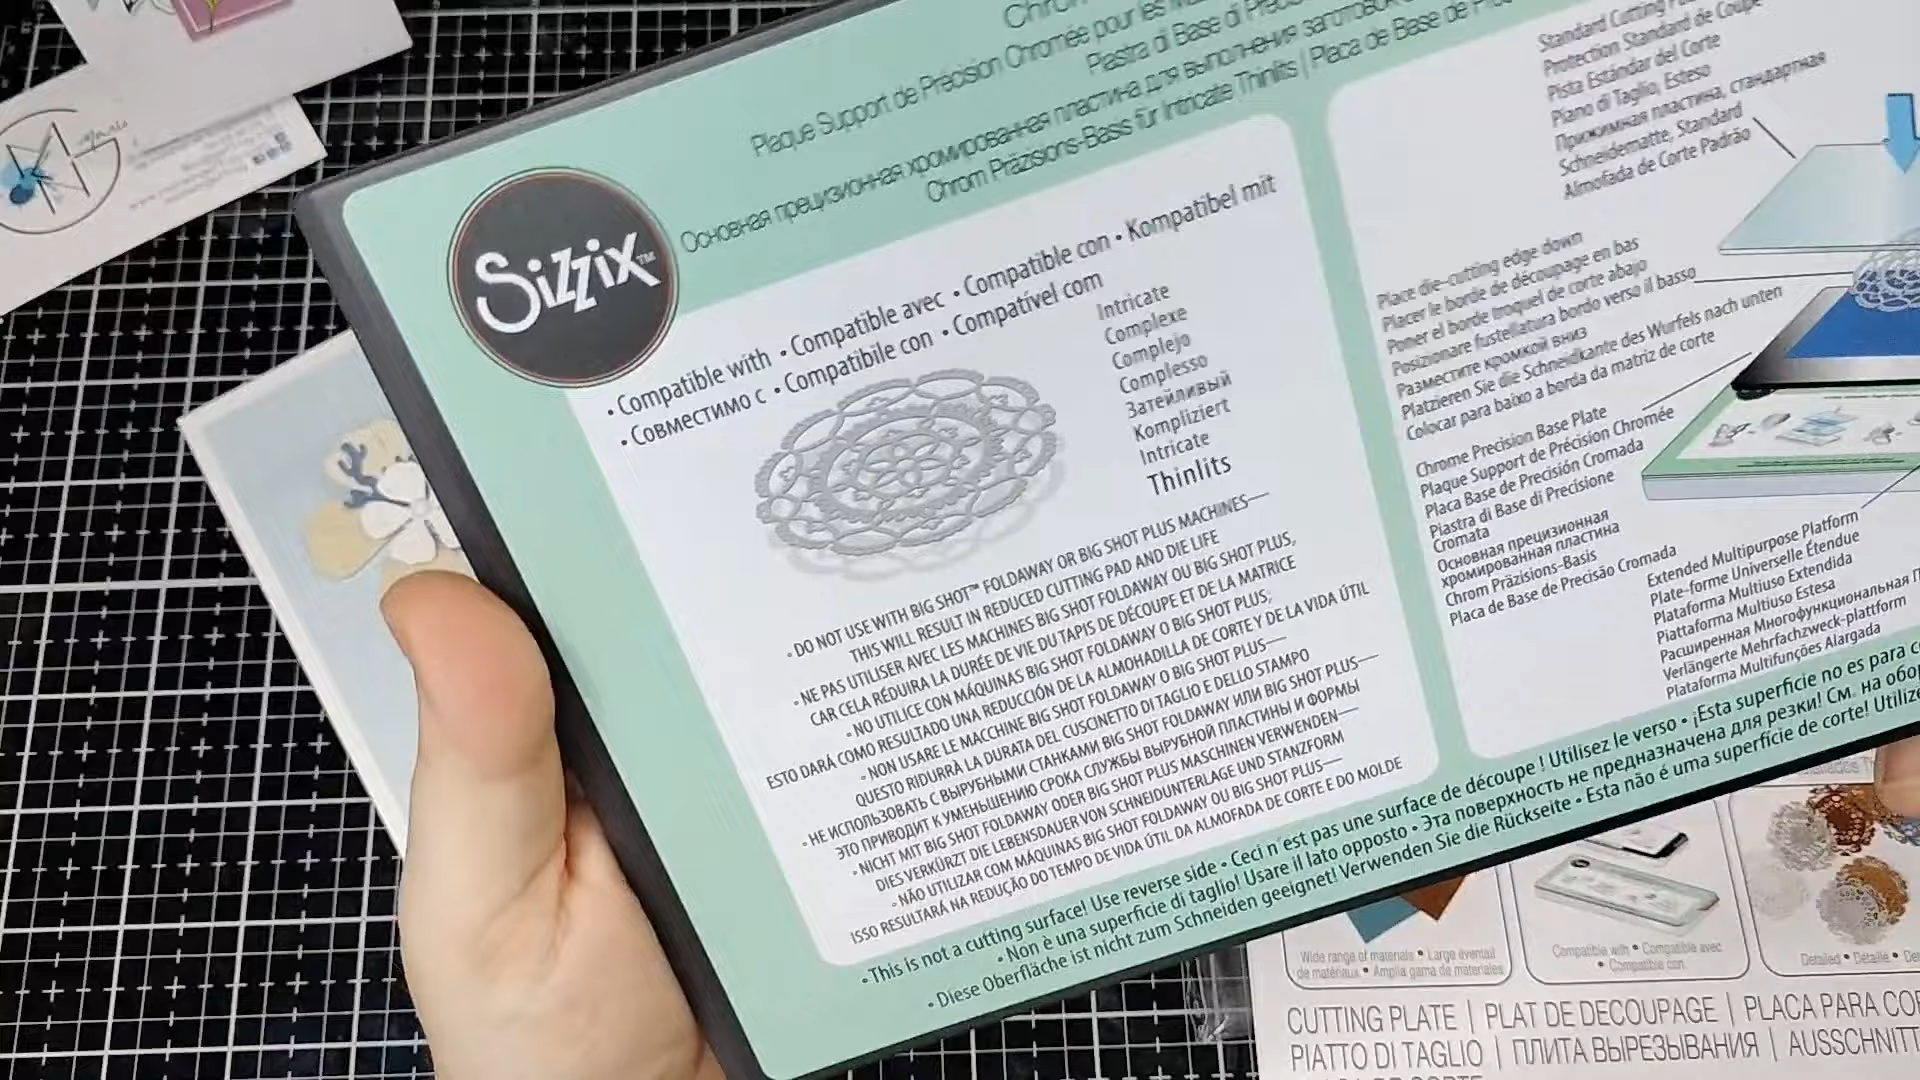 Plaque Support de Précision Chromée pour les
Piastra di Base di
Основная прецизионная хромированная пластина для выполнения
Chrom Präzisions-Basis für Intricate Thinlits | Placa de Base de
Sizzix™
• Compatible with • Compatible avec • Compatible con • Kompatibel mit
• Совместимо с • Compatibile con • Compatível com
Intricate
Complexe
Complejo
Complesso
Затейливый
Kompliziert
Intricate
Thinlits
• DO NOT USE WITH BIG SHOT™ FOLDAWAY OR BIG SHOT PLUS MACHINES—
THIS WILL RESULT IN REDUCED CUTTING PAD AND DIE LIFE
• NE PAS UTILISER AVEC LES MACHINES BIG SHOT FOLDAWAY OU BIG SHOT PLUS,
CAR CELA RÉDUIRA LA DURÉE DE VIE DU TAPIS DE DÉCOUPE ET DE LA MATRICE
• NO UTILICE CON MÁQUINAS BIG SHOT FOLDAWAY O BIG SHOT PLUS;
ESTO DARÁ COMO RESULTADO UNA REDUCCIÓN DE LA ALMOHADILLA DE CORTE Y DE LA VIDA ÚTIL
• NON USARE LE MACCHINE BIG SHOT FOLDAWAY O BIG SHOT PLUS—
QUESTO RIDURRÀ LA DURATA DEL CUSCINETTO DI TAGLIO E DELLO STAMPO
• НЕ ИСПОЛЬЗОВАТЬ С ВЫРУБНЫМИ СТАНКАМИ BIG SHOT FOLDAWAY ИЛИ BIG SHOT PLUS—
ЭТО ПРИВОДИТ К УМЕНЬШЕНИЮ СРОКА СЛУЖБЫ ВЫРУБНОЙ ПЛАСТИНЫ И ФОРМЫ
• NICHT MIT BIG SHOT FOLDAWAY ODER BIG SHOT PLUS MASCHINEN VERWENDEN—
DIES VERKÜRZT DIE LEBENSDAUER VON SCHNEIDUNTERLAGE UND STANZFORM
• NÃO UTILIZAR COM MÁQUINAS BIG SHOT FOLDAWAY OU BIG SHOT PLUS—
ISSO RESULTARÁ NA REDUÇÃO DO TEMPO DE VIDA ÚTIL DA ALMOFADA DE CORTE E DO MOLDE
Standard Cutting
Protection Standard de Coupe
Pista Estándar del Corte
Piano di Taglio, Esteso
Прижимная пластина, стандартная
Schneidematte, Standard
Almofada de Corte Padrão
Place die-cutting edge down
Placer le borde de découpage en bas
Poner el borde troquel de corte abajo
Posizionare fustellatura bordo verso il basso
Разместите кромкой вниз
Platzieren Sie die Schneidkante des Wurfels nach unten
Colocar para baixo a borda da matriz de corte
Chrome Precision Base Plate
Plaque Support de Précision Chromée
Placa Base de Precisión Cromada
Piastra di Base di Precisione
Cromata
Основная прецизионная
хромированная пластина
Chrom Präzisions-Basis
Placa de Base de Precisão Cromada
Extended Multipurpose Platform
Plate-forme Universelle Étendue
Plataforma Multiuso Extendida
Piattaforma Multiuso Estesa
Расширенная Многофункциональная
Verlängerte Mehrfachzweck-plattform
Plataforma Multifunções Alargada
• This is not a cutting surface! Use reverse side • Ceci n'est pas une surface de découpe ! Utilisez le verso • ¡Esta superficie no es para
• Non è una superficie di taglio! Usare il lato opposto • Эта поверхность не предназначена для резки! См. на
• Diese Oberfläche ist nicht zum Schneiden geeignet! Verwenden Sie die Rückseite • Esta não é uma superfície de corte!
Wide range of materials • Large éventail
de matériaux • Amplia gama de materiales
Compatible with • Compatible avec
• Compatible con
Detailed • Détaillé
CUTTING PLATE | PLAT DE DECOUPAGE | PLACA PARA
PIATTO DI TAGLIO | ПЛИТА ВЫРЕЗЫВАНИЯ |